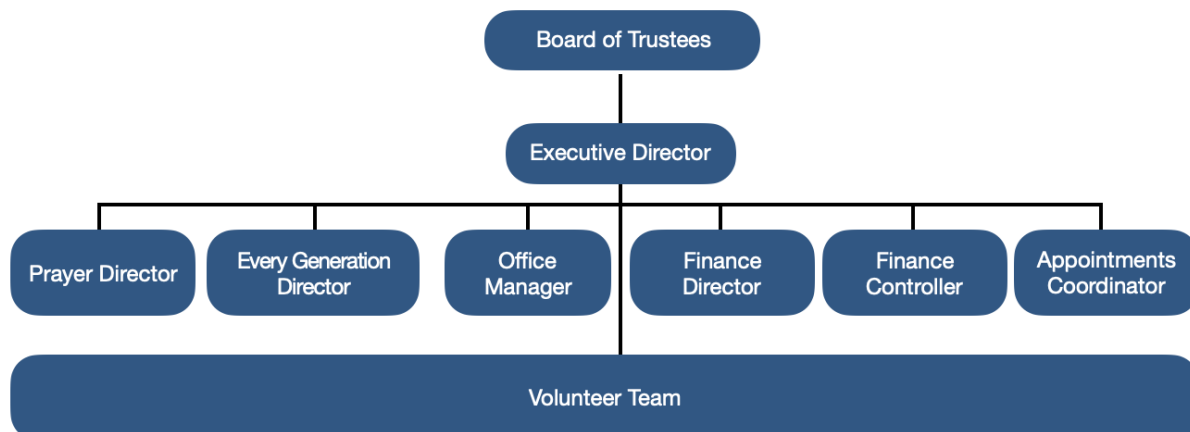 Board of Trustees
Executive Director
Prayer Director
Every Generation
Director
Office
Manager
Finance
Director
Finance
Controller
Appointments
Coordinator
Volunteer Team